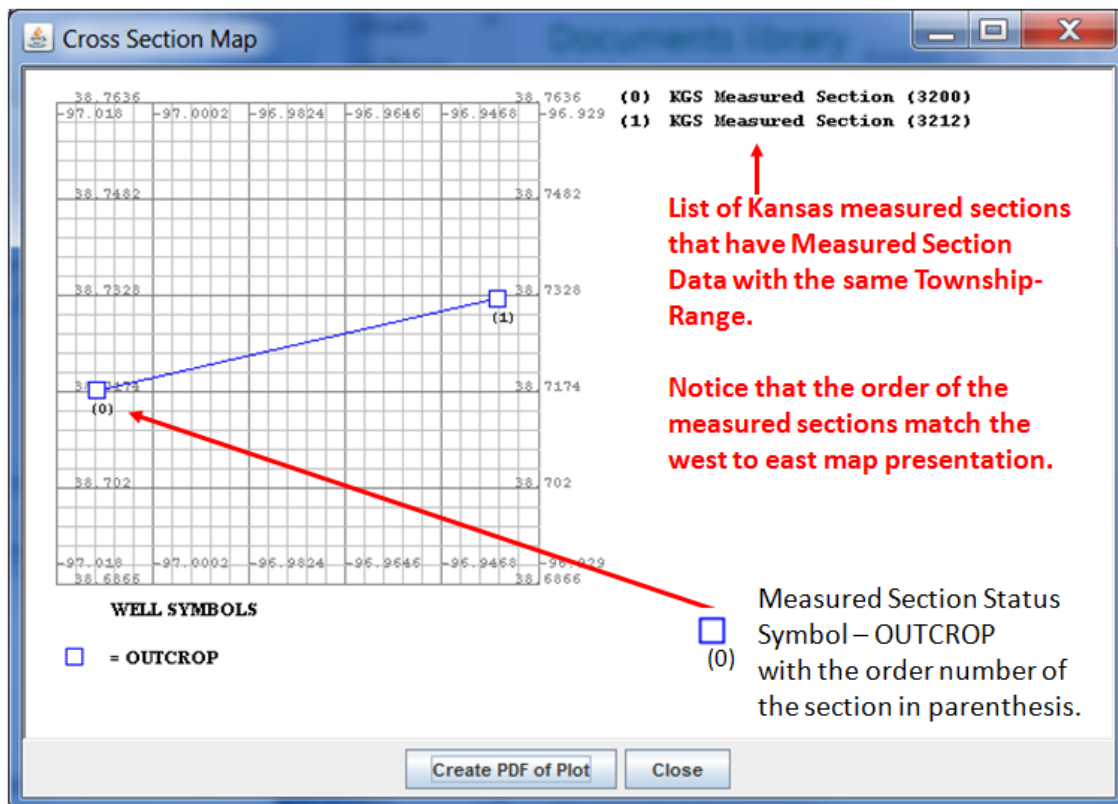 Cross Section Map
Documents library
38.7636 38.7636
-97.018 -97.0002 -96.9824 -96.9646 -96.9468 -96.929
(0) KGS Measured Section (3200)
(1) KGS Measured Section (3212)
38.7482 38.7482
List of Kansas measured sections
that have Measured Section
Data with the same Township-
Range.
38.7328 38.7328
(1)
Notice that the order of the
measured sections match the
west to east map presentation.
38.7174
(0)
38.702 38.702
-97.018 -97.0002 -96.9824 -96.9646 -96.9468 -96.929
38.6866 38.6866
WELL SYMBOLS
= OUTCROP
(0)
Measured Section Status
Symbol – OUTCROP
with the order number of
the section in parenthesis.
Create PDF of Plot Close